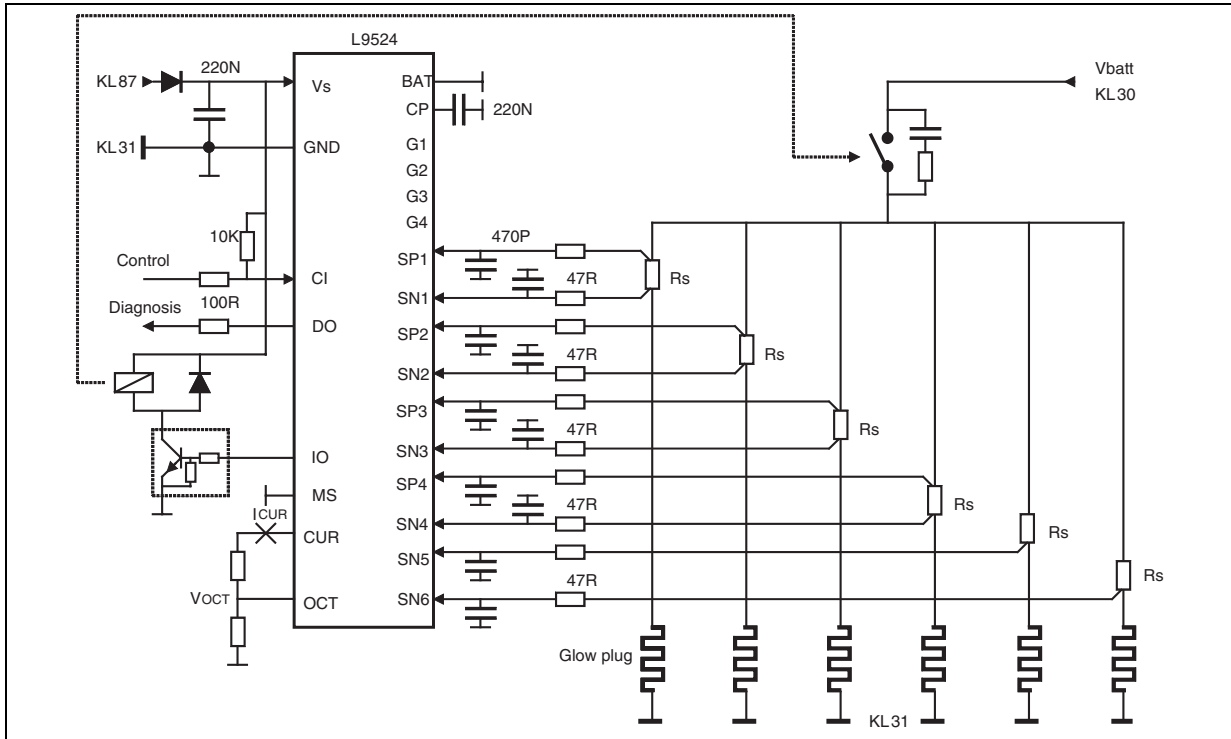 L9524
KL87
220N
Vs
BAT
CP
220N
Vbatt
KL30
KL31
GND
G1
G2
G3
G4
10K
Control
CI
100R
Diagnosis
DO
470P
SP1
47R
SN1
Rs
SP2
47R
SN2
Rs
SP3
47R
SN3
Rs
IO
SP4
MS
47R
SN4
Rs
ICUR
CUR
SN5
Rs
47R
VOCT
OCT
SN6
Rs
Glow plug
KL31